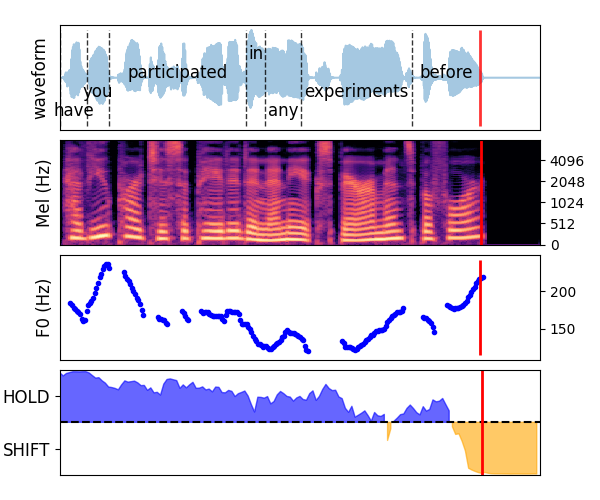 waveform
have
you
participated
in
any
experiments
before
Mel (Hz)
4096
2048
1024
512
0
F0 (Hz)
200
150
HOLD
SHIFT